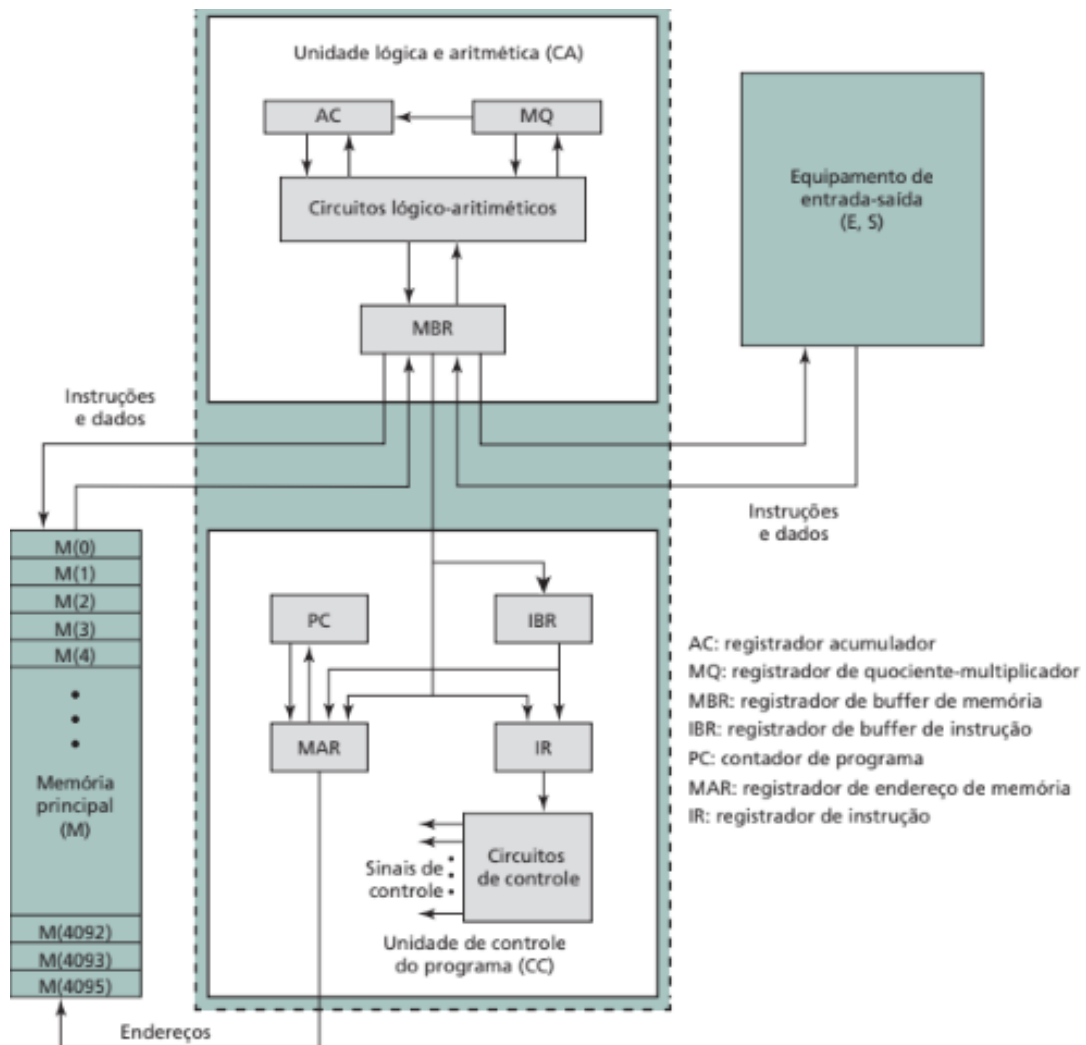 Unidade lógica e aritmética (CA)
AC
MQ
Circuitos lógico-aritiméticos
MBR
Equipamento de
entrada-saída
(E, S)
Instruções
e dados
Instruções
e dados
M(0)
M(1)
M(2)
M(3)
M(4)
Memória
principal
(M)
M(4092)
M(4093)
M(4095)
PC
IBR
MAR
IR
Circuitos
de controle
Sinais de
controle
Unidade de controle
do programa (CC)
Endereços
AC: registrador acumulador
MQ: registrador de quociente-multiplicador
MBR: registrador de buffer de memória
IBR: registrador de buffer de instrução
PC: contador de programa
MAR: registrador de endereço de memória
IR: registrador de instrução